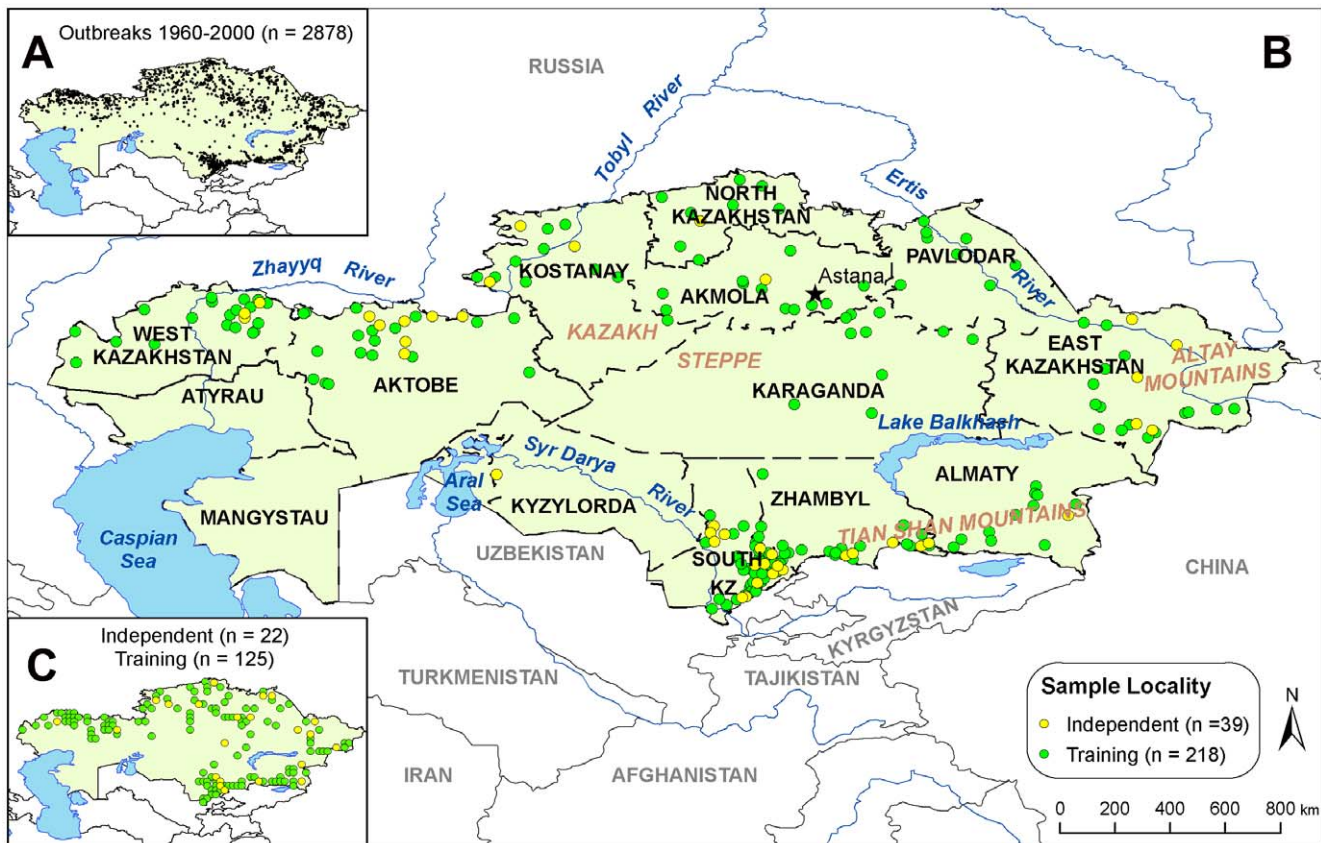 A
Outbreaks 1960-2000 (n = 2878)
B
RUSSIA
Tobyl River
Ertis
River
NORTH
KAZAKHSTAN
PAVLODAR
KOSTANAY
Zhayyq River
AKMOLA
Astana
WEST
KAZAKHSTAN
KAZAKH
STEPPE
EAST
KAZAKHSTAN
ALTAY
MOUNTAINS
AKTOBE
ATYRAU
KARAGANDA
Lake Balkhash
Syr Darya
River
Aral
Sea
ALMATY
ZHAMBYL
KYZYLORDA
MANGYSTAU
TIAN SHAN MOUNTAINS
Caspian
Sea
UZBEKISTAN
SOUTH
KZ
CHINA
KYRGYZSTAN
C
Independent (n = 22)
Training (n = 125)
TURKMENISTAN
TAJIKISTAN
IRAN
AFGHANISTAN
Sample Locality
Independent (n =39)
Training (n = 218)
N
0 200 400 600 800 km